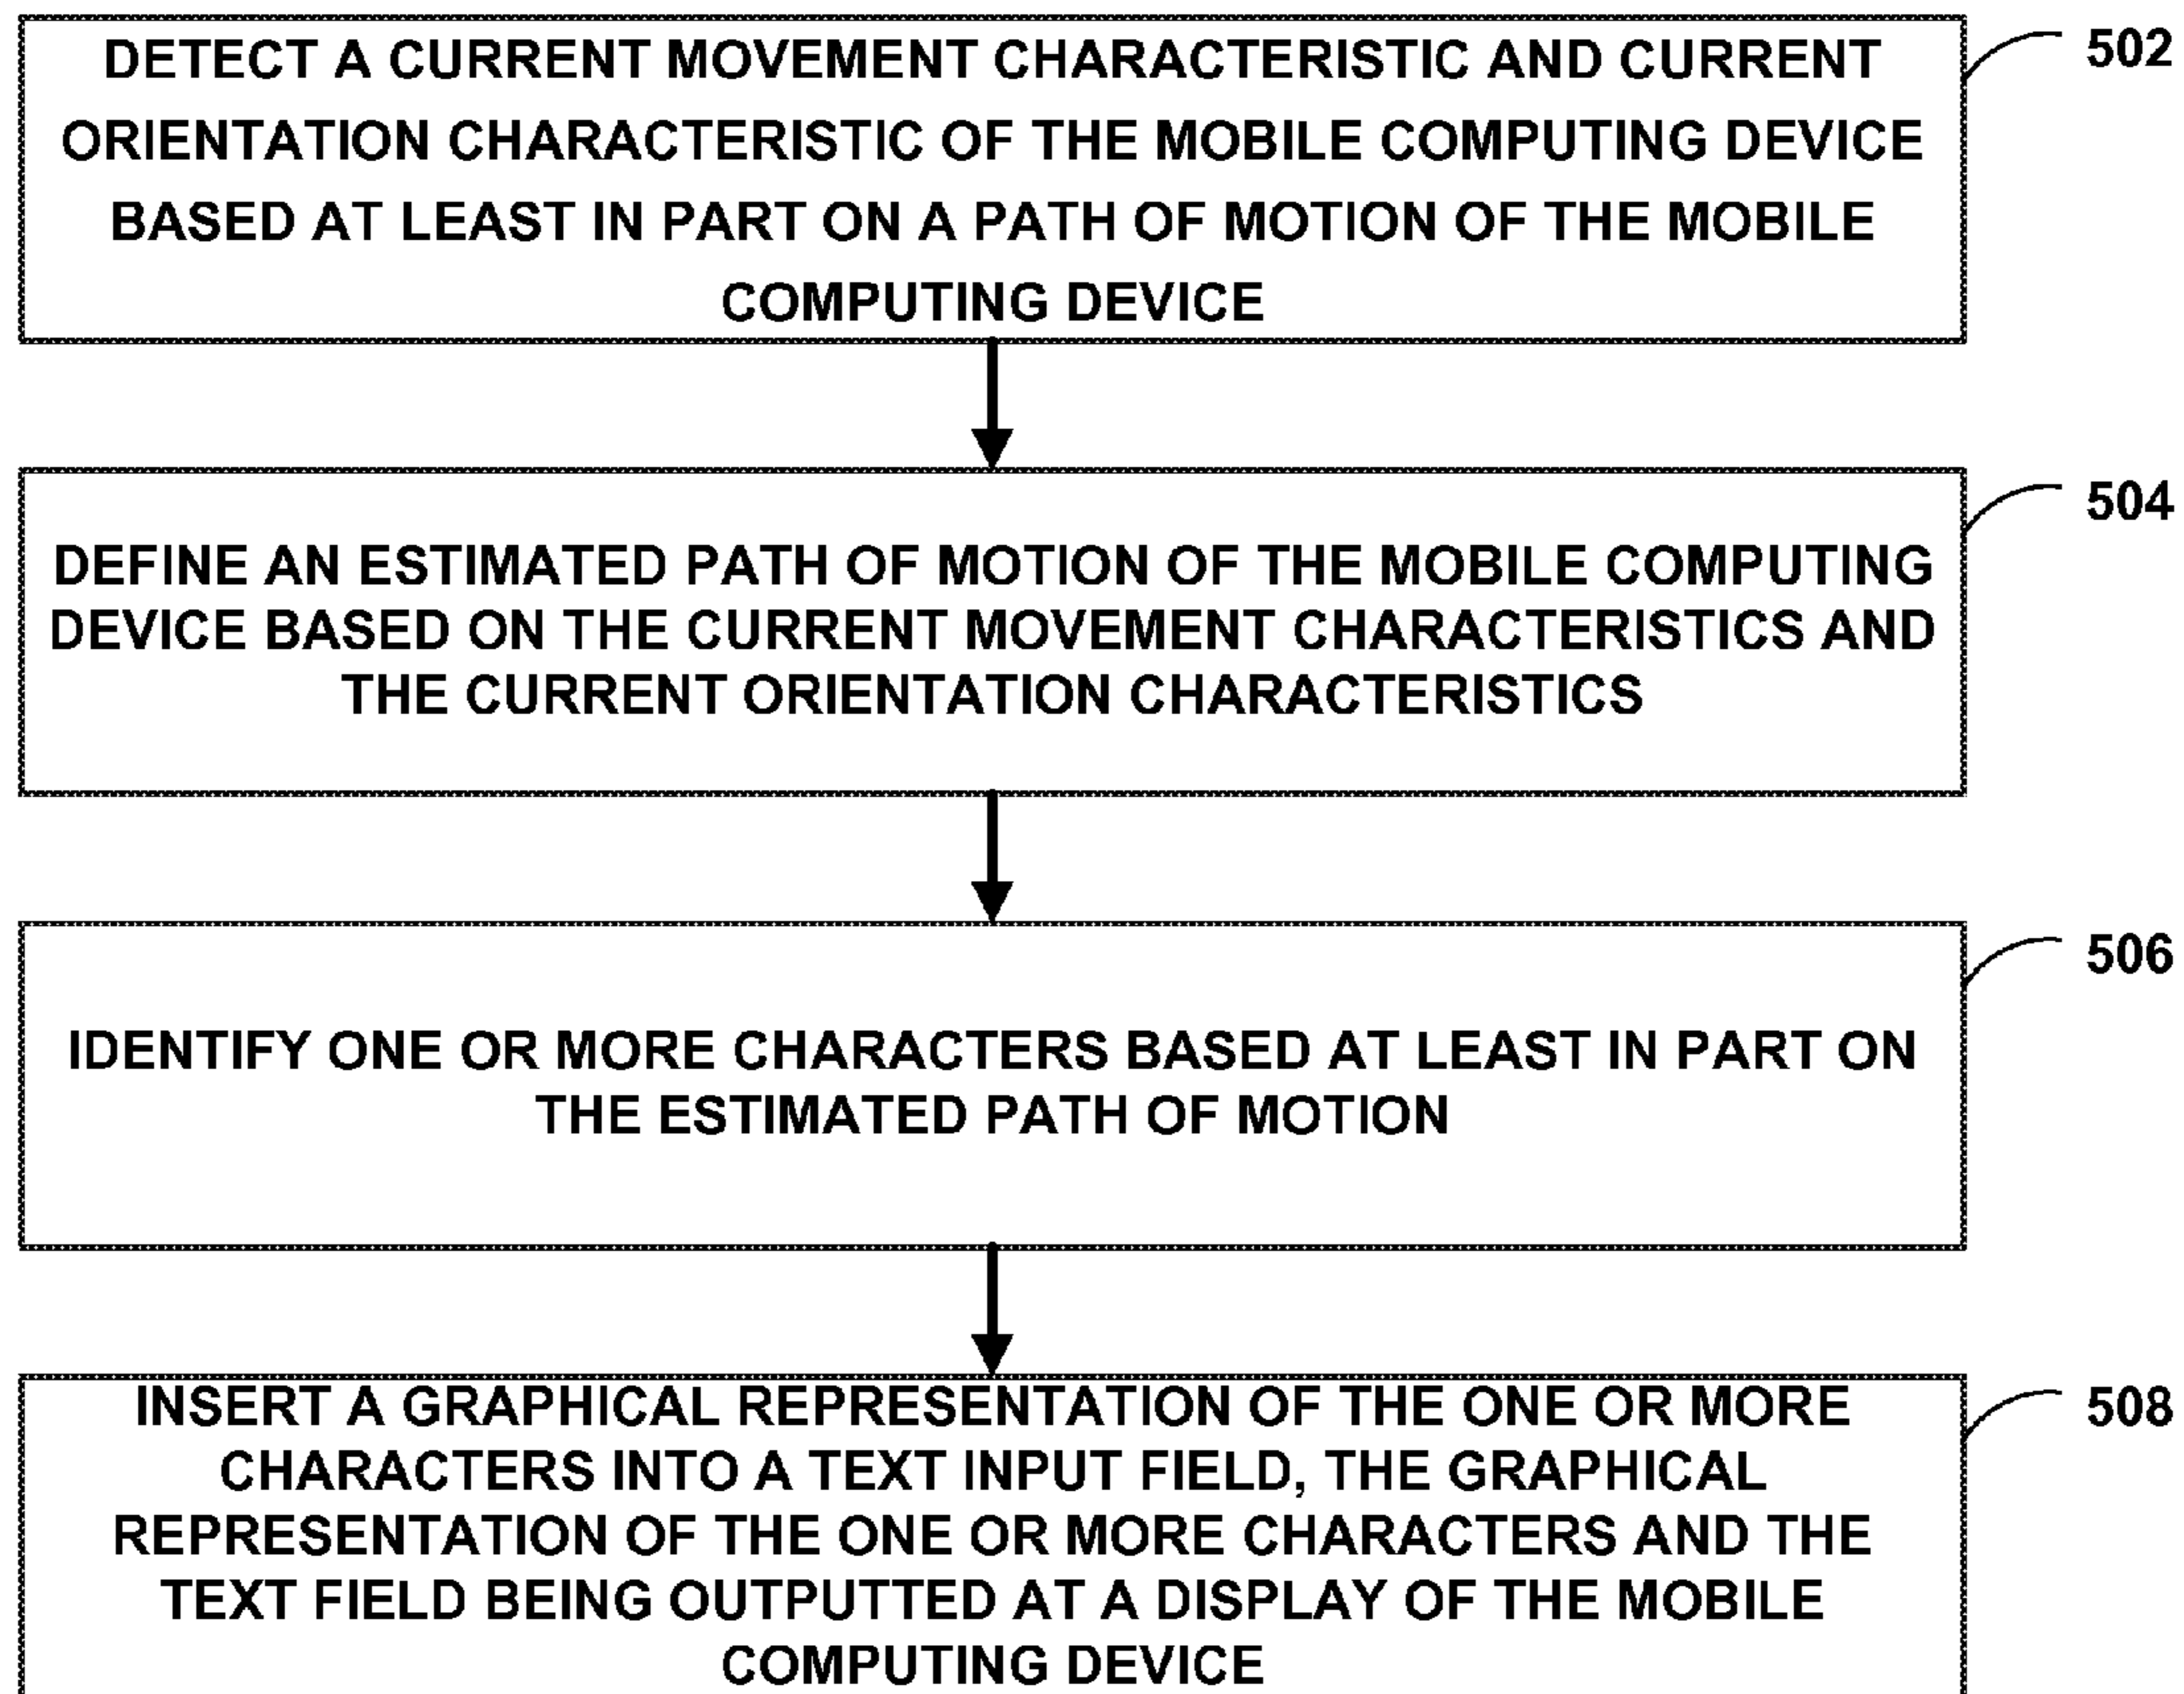 DETECT A CURRENT MOVEMENT CHARACTERISTIC AND CURRENT
ORIENTATION CHARACTERISTIC OF THE MOBILE COMPUTING DEVICE
BASED AT LEAST IN PART ON A PATH OF MOTION OF THE MOBILE
COMPUTING DEVICE
502
DEFINE AN ESTIMATED PATH OF MOTION OF THE MOBILE COMPUTING
DEVICE BASED ON THE CURRENT MOVEMENT CHARACTERISTICS AND
THE CURRENT ORIENTATION CHARACTERISTICS
504
IDENTIFY ONE OR MORE CHARACTERS BASED AT LEAST IN PART ON
THE ESTIMATED PATH OF MOTION
506
INSERT A GRAPHICAL REPRESENTATION OF THE ONE OR MORE
CHARACTERS INTO A TEXT INPUT FIELD, THE GRAPHICAL
REPRESENTATION OF THE ONE OR MORE CHARACTERS AND THE
TEXT FIELD BEING OUTPUTTED AT A DISPLAY OF THE MOBILE
COMPUTING DEVICE
508